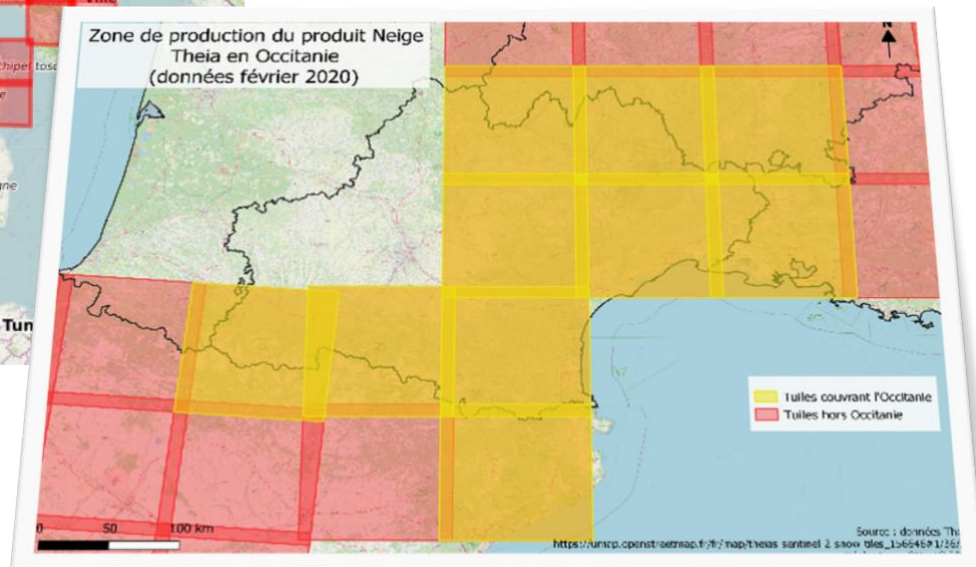 Zone de production du produit Neige
Theia en Occitanie
(données février 2020)
N
Tuiles couvrant l'Occitanie
Tuiles hors Occitanie
0 50 100 km
Source : données Th
Tun